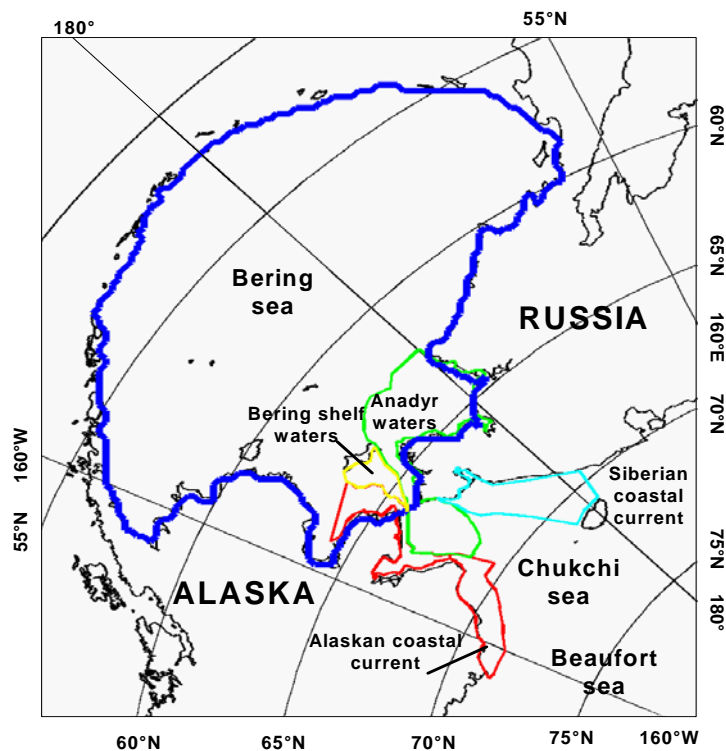 180°
55°N
60°N
Bering
sea
65°N
RUSSIA
160°E
Anadyr
waters
Bering shelf
waters
70°N
160°W
Siberian
coastal
current
55°N
75°N
Chukchi
sea
180°
ALASKA
Alaskan coastal
current
Beaufort
sea
60°N
65°N
70°N
75°N
160°W